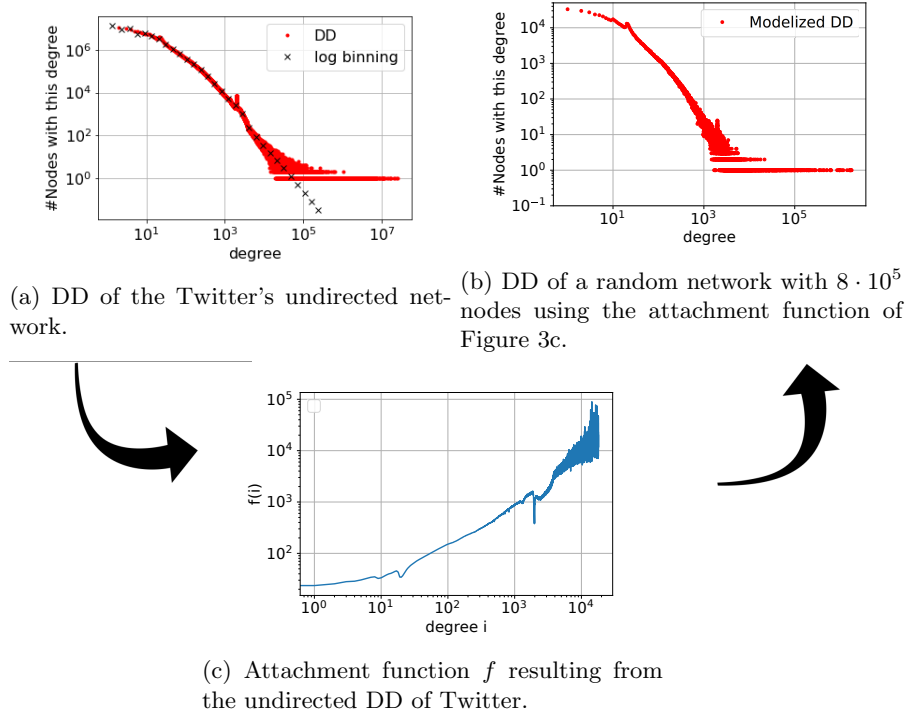 #Nodes with this degree
10^6
10^4
10^2
10^0
DD
log binning
10^1 10^3 10^5 10^7
degree
(a) DD of the Twitter's undirected net-
work.
#Nodes with this degree
10^4
10^3
10^2
10^1
10^0
10^-1
Modelized DD
10^1 10^3 10^5
degree
(b) DD of a random network with 8 · 10^5
nodes using the attachment function of
Figure 3c.
f(i)
10^5
10^4
10^3
10^2
10^0 10^1 10^2 10^3 10^4
degree i
(c) Attachment function f resulting from
the undirected DD of Twitter.